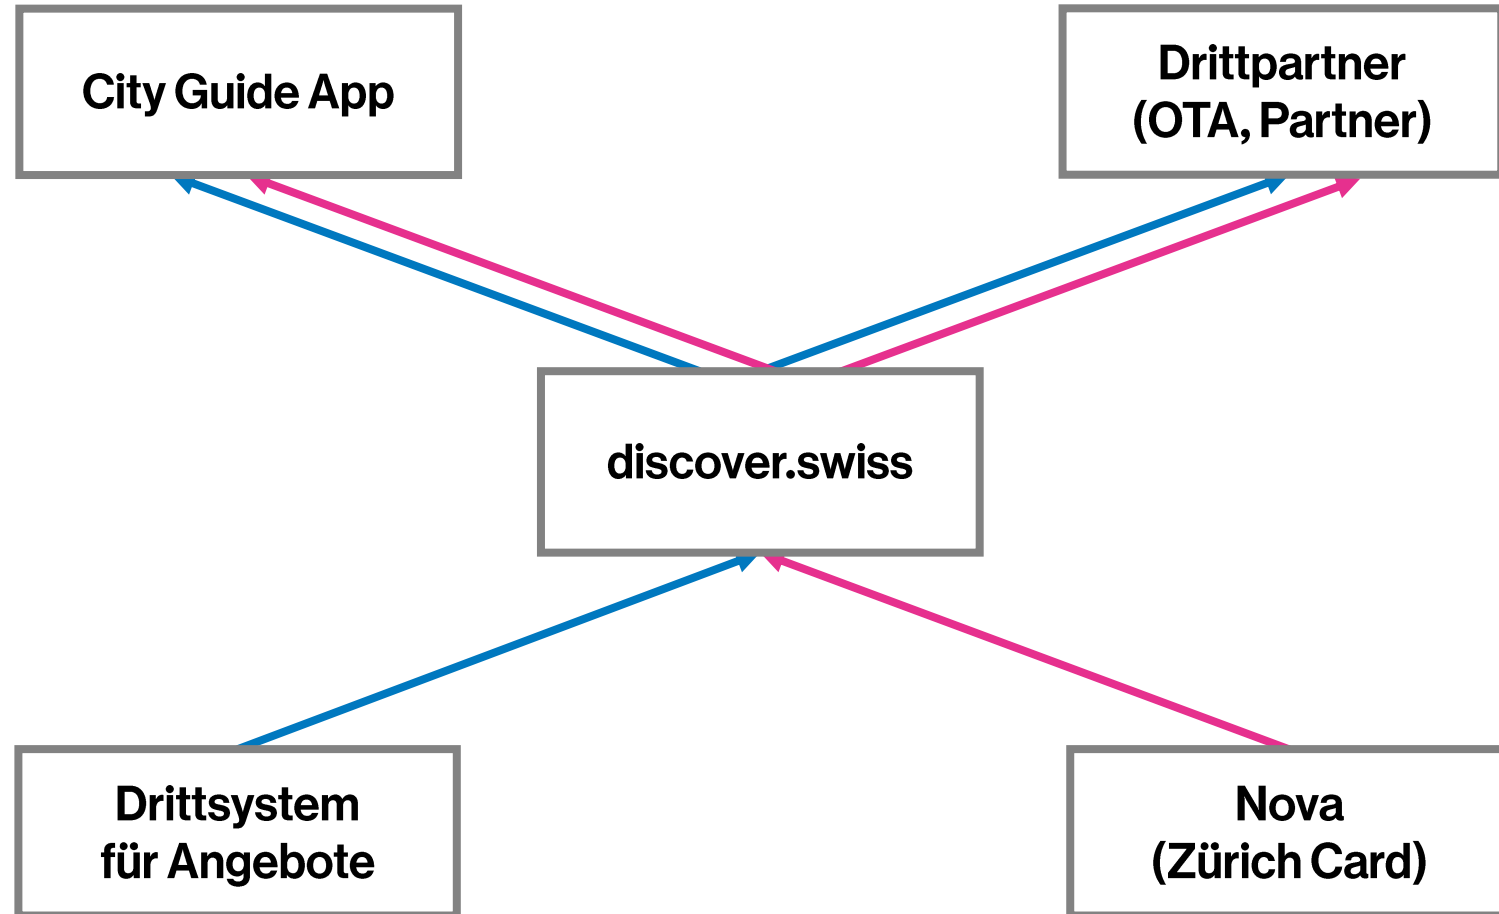 City Guide App
Drittpartner
(OTA, Partner)
discover.swiss
Drittsystem
für Angebote
Nova
(Zürich Card)